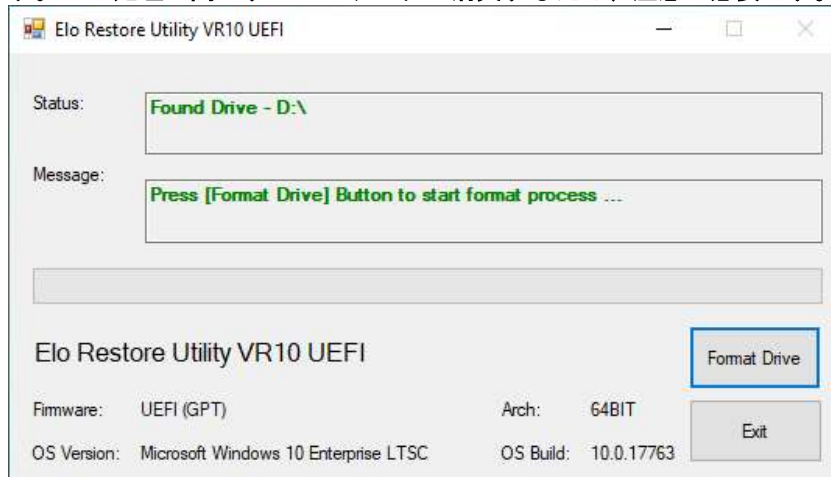 Elo Restore Utility VR10 UEFI
Status:
Found Drive - D:\
Message:
Press [Format Drive] Button to start format process ...
Elo Restore Utility VR10 UEFI
Format Drive
Firmware: UEFI (GPT) Arch: 64BIT
Exit
OS Version: Microsoft Windows 10 Enterprise LTSC OS Build: 10.0.17763